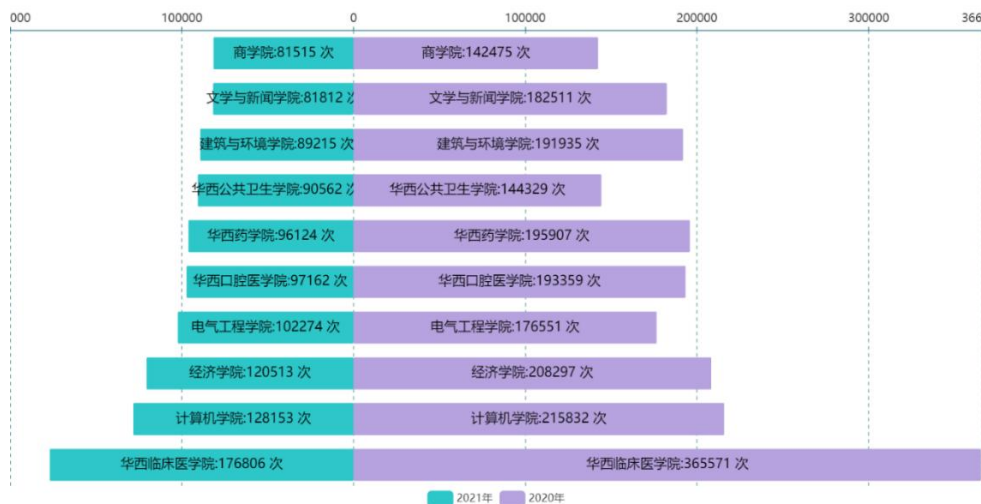 000 100000 0 100000 200000 300000 366
商学院:81515 次 商学院:142475 次
文学与新闻学院:81812 次 文学与新闻学院:182511 次
建筑与环境学院:89215 次 建筑与环境学院:191935 次
华西公共卫生学院:90562 次 华西公共卫生学院:144329 次
华西药学院:96124 次 华西药学院:195907 次
华西口腔医学院:97162 次 华西口腔医学院:193359 次
电气工程学院:102274 次 电气工程学院:176551 次
经济学院:120513 次 经济学院:208297 次
计算机学院:128153 次 计算机学院:215832 次
华西临床医学院:176806 次 华西临床医学院:365571 次
2021年 2020年